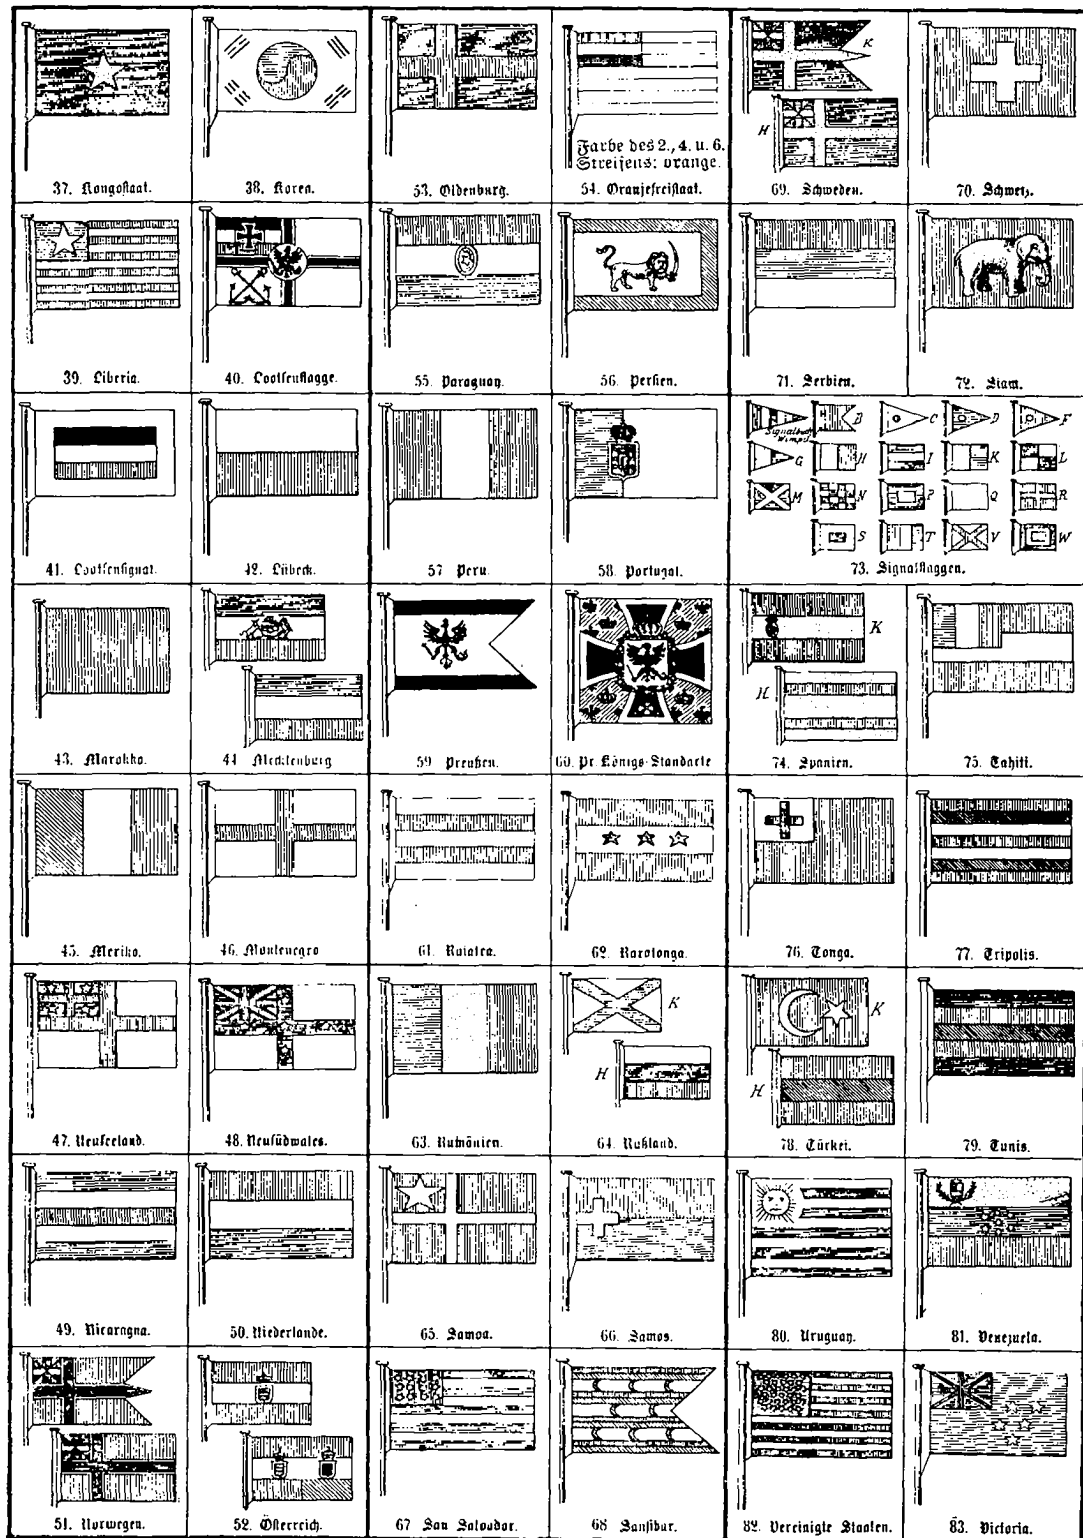 37. Kongostaat.
38. Korea.
53. Oldenburg.
Farbe des 2., 4. u. 6.
Streifens: orange.
54. Oranjefreistaat.
K
H
69. Schweden.
70. Schweiz.
39. Liberia.
40. Lootsenflagge.
55. Paraguay.
56. Persien.
71. Serbien.
72. Siam.
41. Lootsensignal.
42. Lübeck.
57. Peru.
58. Portugal.
Signalbuch
Wimpel
B
C
D
F
G
H
I
K
L
M
N
P
Q
R
S
T
V
W
73. Signalflaggen.
43. Marokko.
44. Mecklenburg
59. Preußen.
60. Pr. Königs-Standarte
K
H
74. Spanien.
75. Tahiti.
45. Mexiko.
46. Montenegro
61. Raiatea.
62. Rarotonga.
76. Tonga.
77. Tripolis.
47. Neuseeland.
48. Neusüdwales.
63. Rumänien.
K
H
64. Rußland.
K
H
78. Türkei.
79. Tunis.
49. Nicaragua.
50. Niederlande.
65. Samoa.
66. Samos.
80. Uruguay.
81. Venezuela.
51. Norwegen.
52. Österreich.
67. San Salvador.
68. Sansibar.
82. Vereinigte Staaten.
83. Victoria.